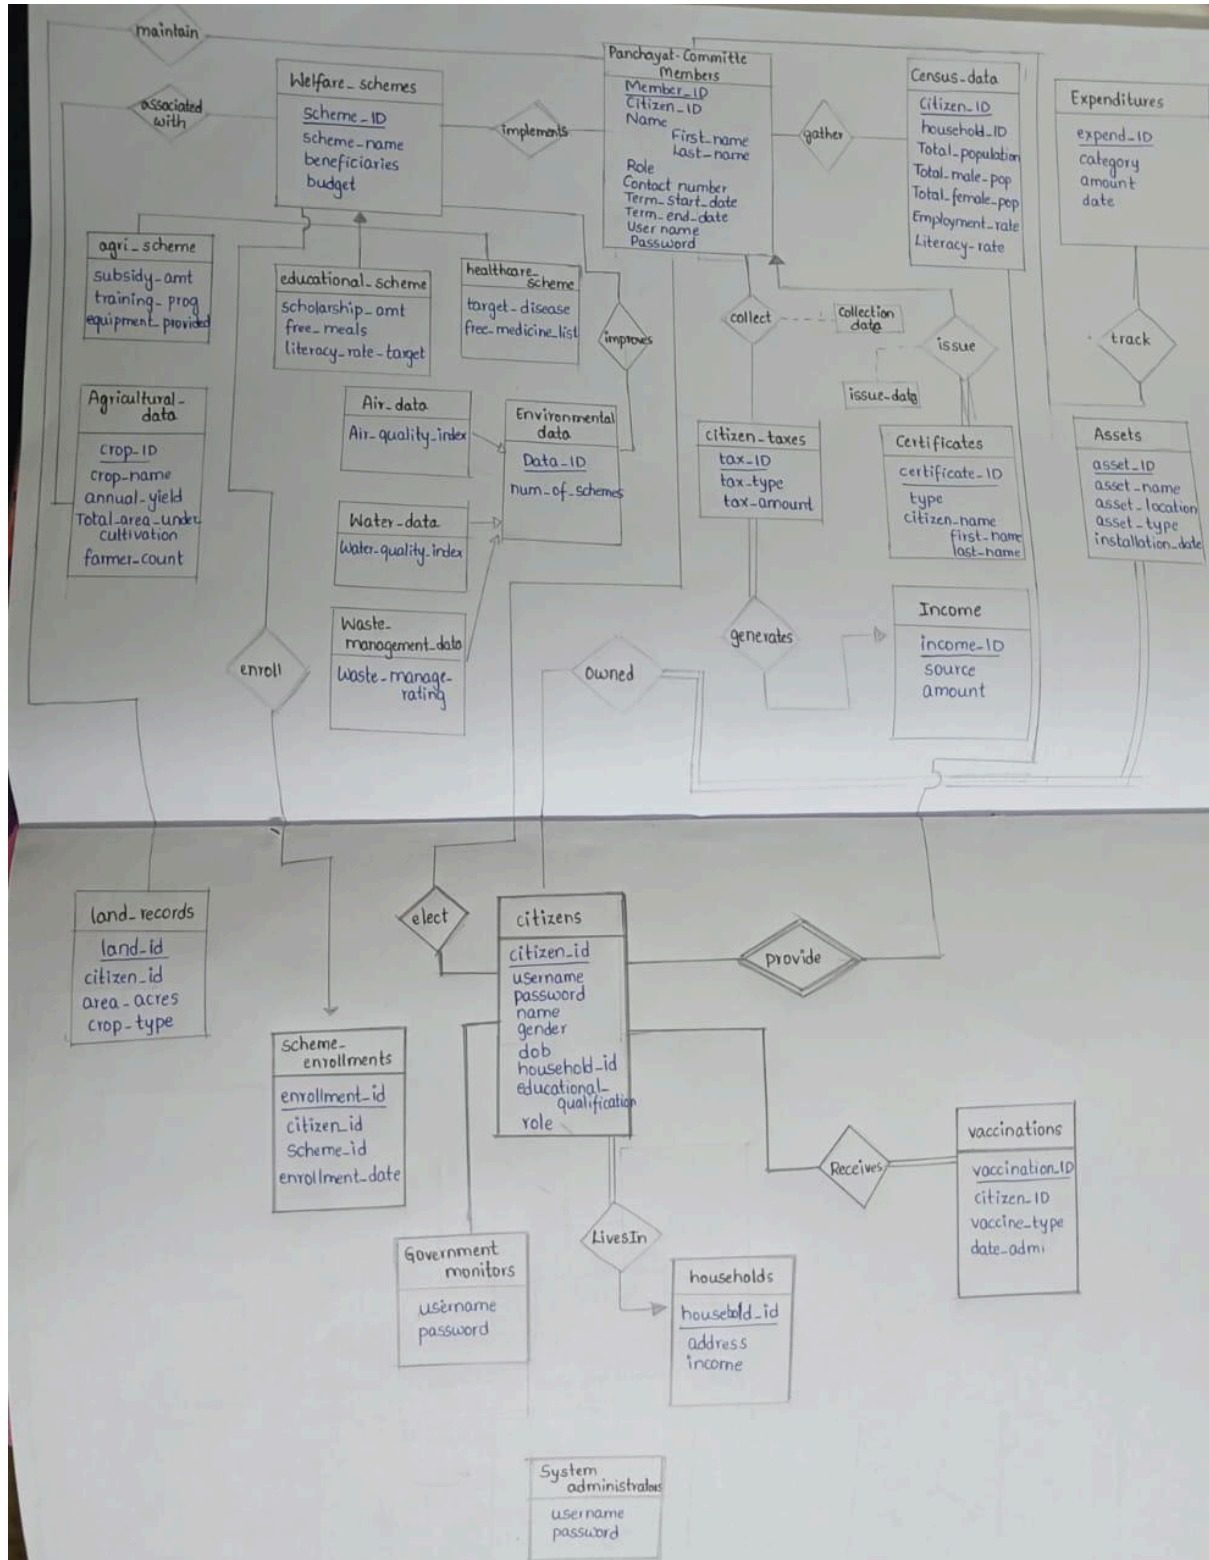 maintain
associated
with
Welfare_schemes
scheme_ID
scheme_name
beneficiaries
budget
implements
Panchayat-Committe
Members
Member_ID
Citizen_ID
Name
First_name
Last_name
Role
Contact number
Term_start_date
Term_end_date
User name
Password
gather
Census_data
Citizen_ID
household_ID
Total_population
Total_male_pop
Total_female_pop
Employment_rate
Literacy_rate
Expenditures
expend_ID
category
amount
date
agri_scheme
subsidy_amt
training_prog
equipment_provided
educational_scheme
scholarship_amt
free_meals
literacy_rate_target
healthcare_
scheme
target_disease
free_medicine_list
improves
collect
Collection
data
issue
issue_data
track
Agricultural_
data
crop_ID
crop_name
annual_yield
Total_area_under
cultivation
farmer_count
Air_data
Air_quality_index
Environmental
data
Data_ID
num_of_schemes
Water_data
Water_quality_index
Waste_
management_data
Waste_manage_
rating
citizen_taxes
tax_ID
tax_type
tax_amount
Certificates
certificate_ID
type
citizen_name
first_name
last_name
Assets
asset_ID
asset_name
asset_location
asset_type
installation_date
enroll
owned
generates
Income
income_ID
source
amount
land_records
land_id
citizen_id
area_acres
crop_type
elect
citizens
citizen_id
username
password
name
gender
dob
household_id
educational_
qualification
role
provide
scheme_
enrollments
enrollment_id
citizen_id
scheme_id
enrollment_date
Receives
vaccinations
vaccination_ID
citizen_ID
vaccine_type
date_admi
Government
monitors
username
password
LivesIn
households
household_id
address
income
System
administrators
username
password